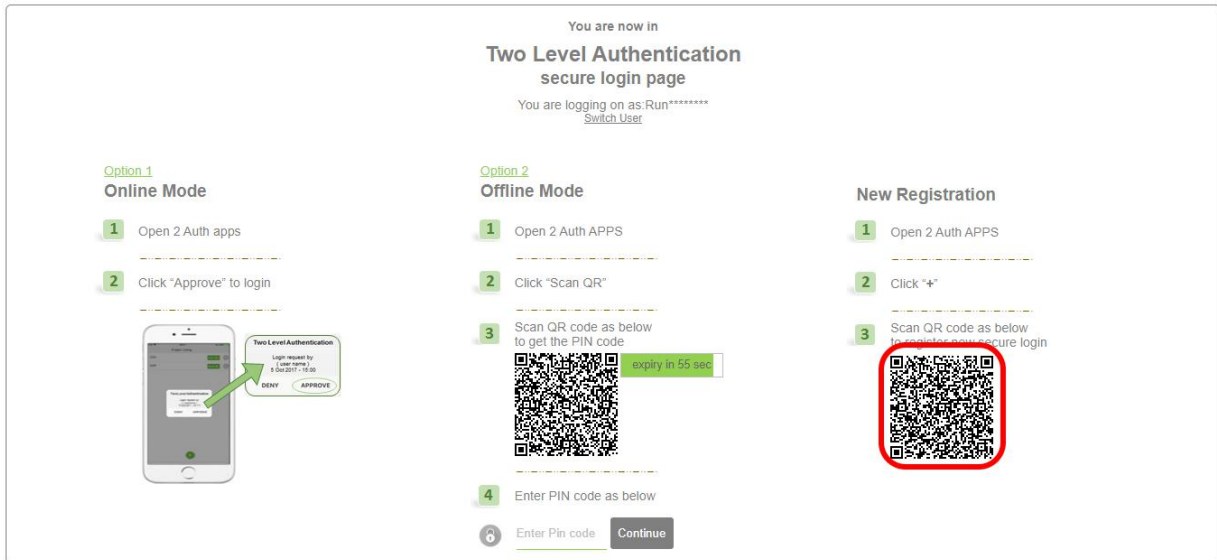 You are now in
Two Level Authentication
secure login page
You are logging on as:Run********
Switch User
Option 1
Online Mode
1 Open 2 Auth apps
2 Click “Approve” to login
Two Level Authentication
Login request by
( user name )
5 Oct 2017 - 15:00
DENY APPROVE
Option 2
Offline Mode
1 Open 2 Auth APPS
2 Click “Scan QR”
3 Scan QR code as below
to get the PIN code
expiry in 55 sec
4 Enter PIN code as below
Enter Pin code Continue
New Registration
1 Open 2 Auth APPS
2 Click “+”
3 Scan QR code as below
to register new secure login